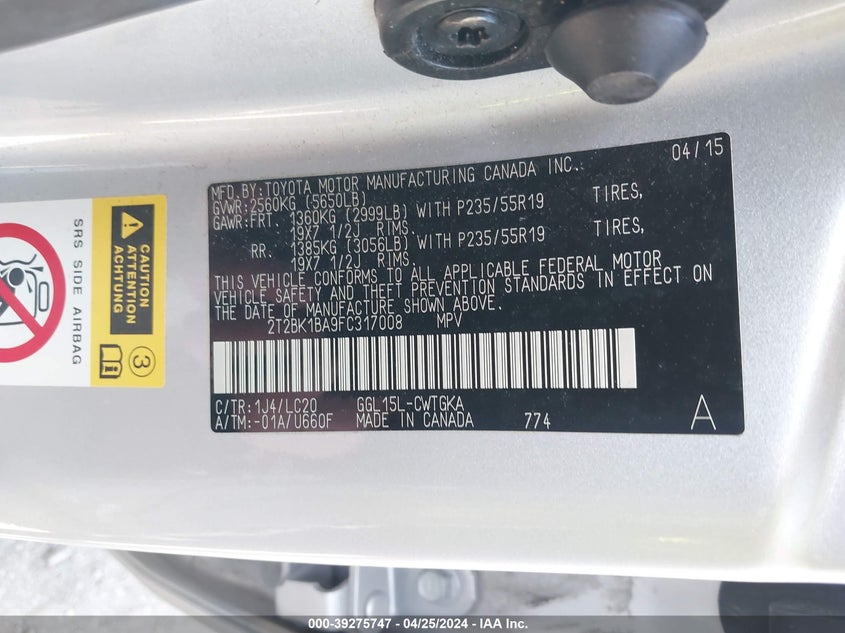 04/15
MFD.BY:TOYOTA MOTOR MANUFACTURING CANADA INC.
GVWR:2560KG (5650LB)
GAWR:FRT. 1360KG (2999LB) WITH P235/55R19 TIRES,
19X7 1/2J RIMS.
RR. 1385KG (3056LB) WITH P235/55R19 TIRES,
19X7 1/2J RIMS.
THIS VEHICLE CONFORMS TO ALL APPLICABLE FEDERAL MOTOR
VEHICLE SAFETY AND THEFT PREVENTION STANDARDS IN EFFECT ON
THE DATE OF MANUFACTURE SHOWN ABOVE.
2T2BK1BA9FC317008 MPV
C/TR:1J4/LC20 GGL15L-CWTGKA
A/TM:-01A/U660F MADE IN CANADA 774
A
SRS SIDE AIRBAG
CAUTION
ATTENTION
ACHTUNG
3
000-39275747 - 04/25/2024 - IAA Inc.